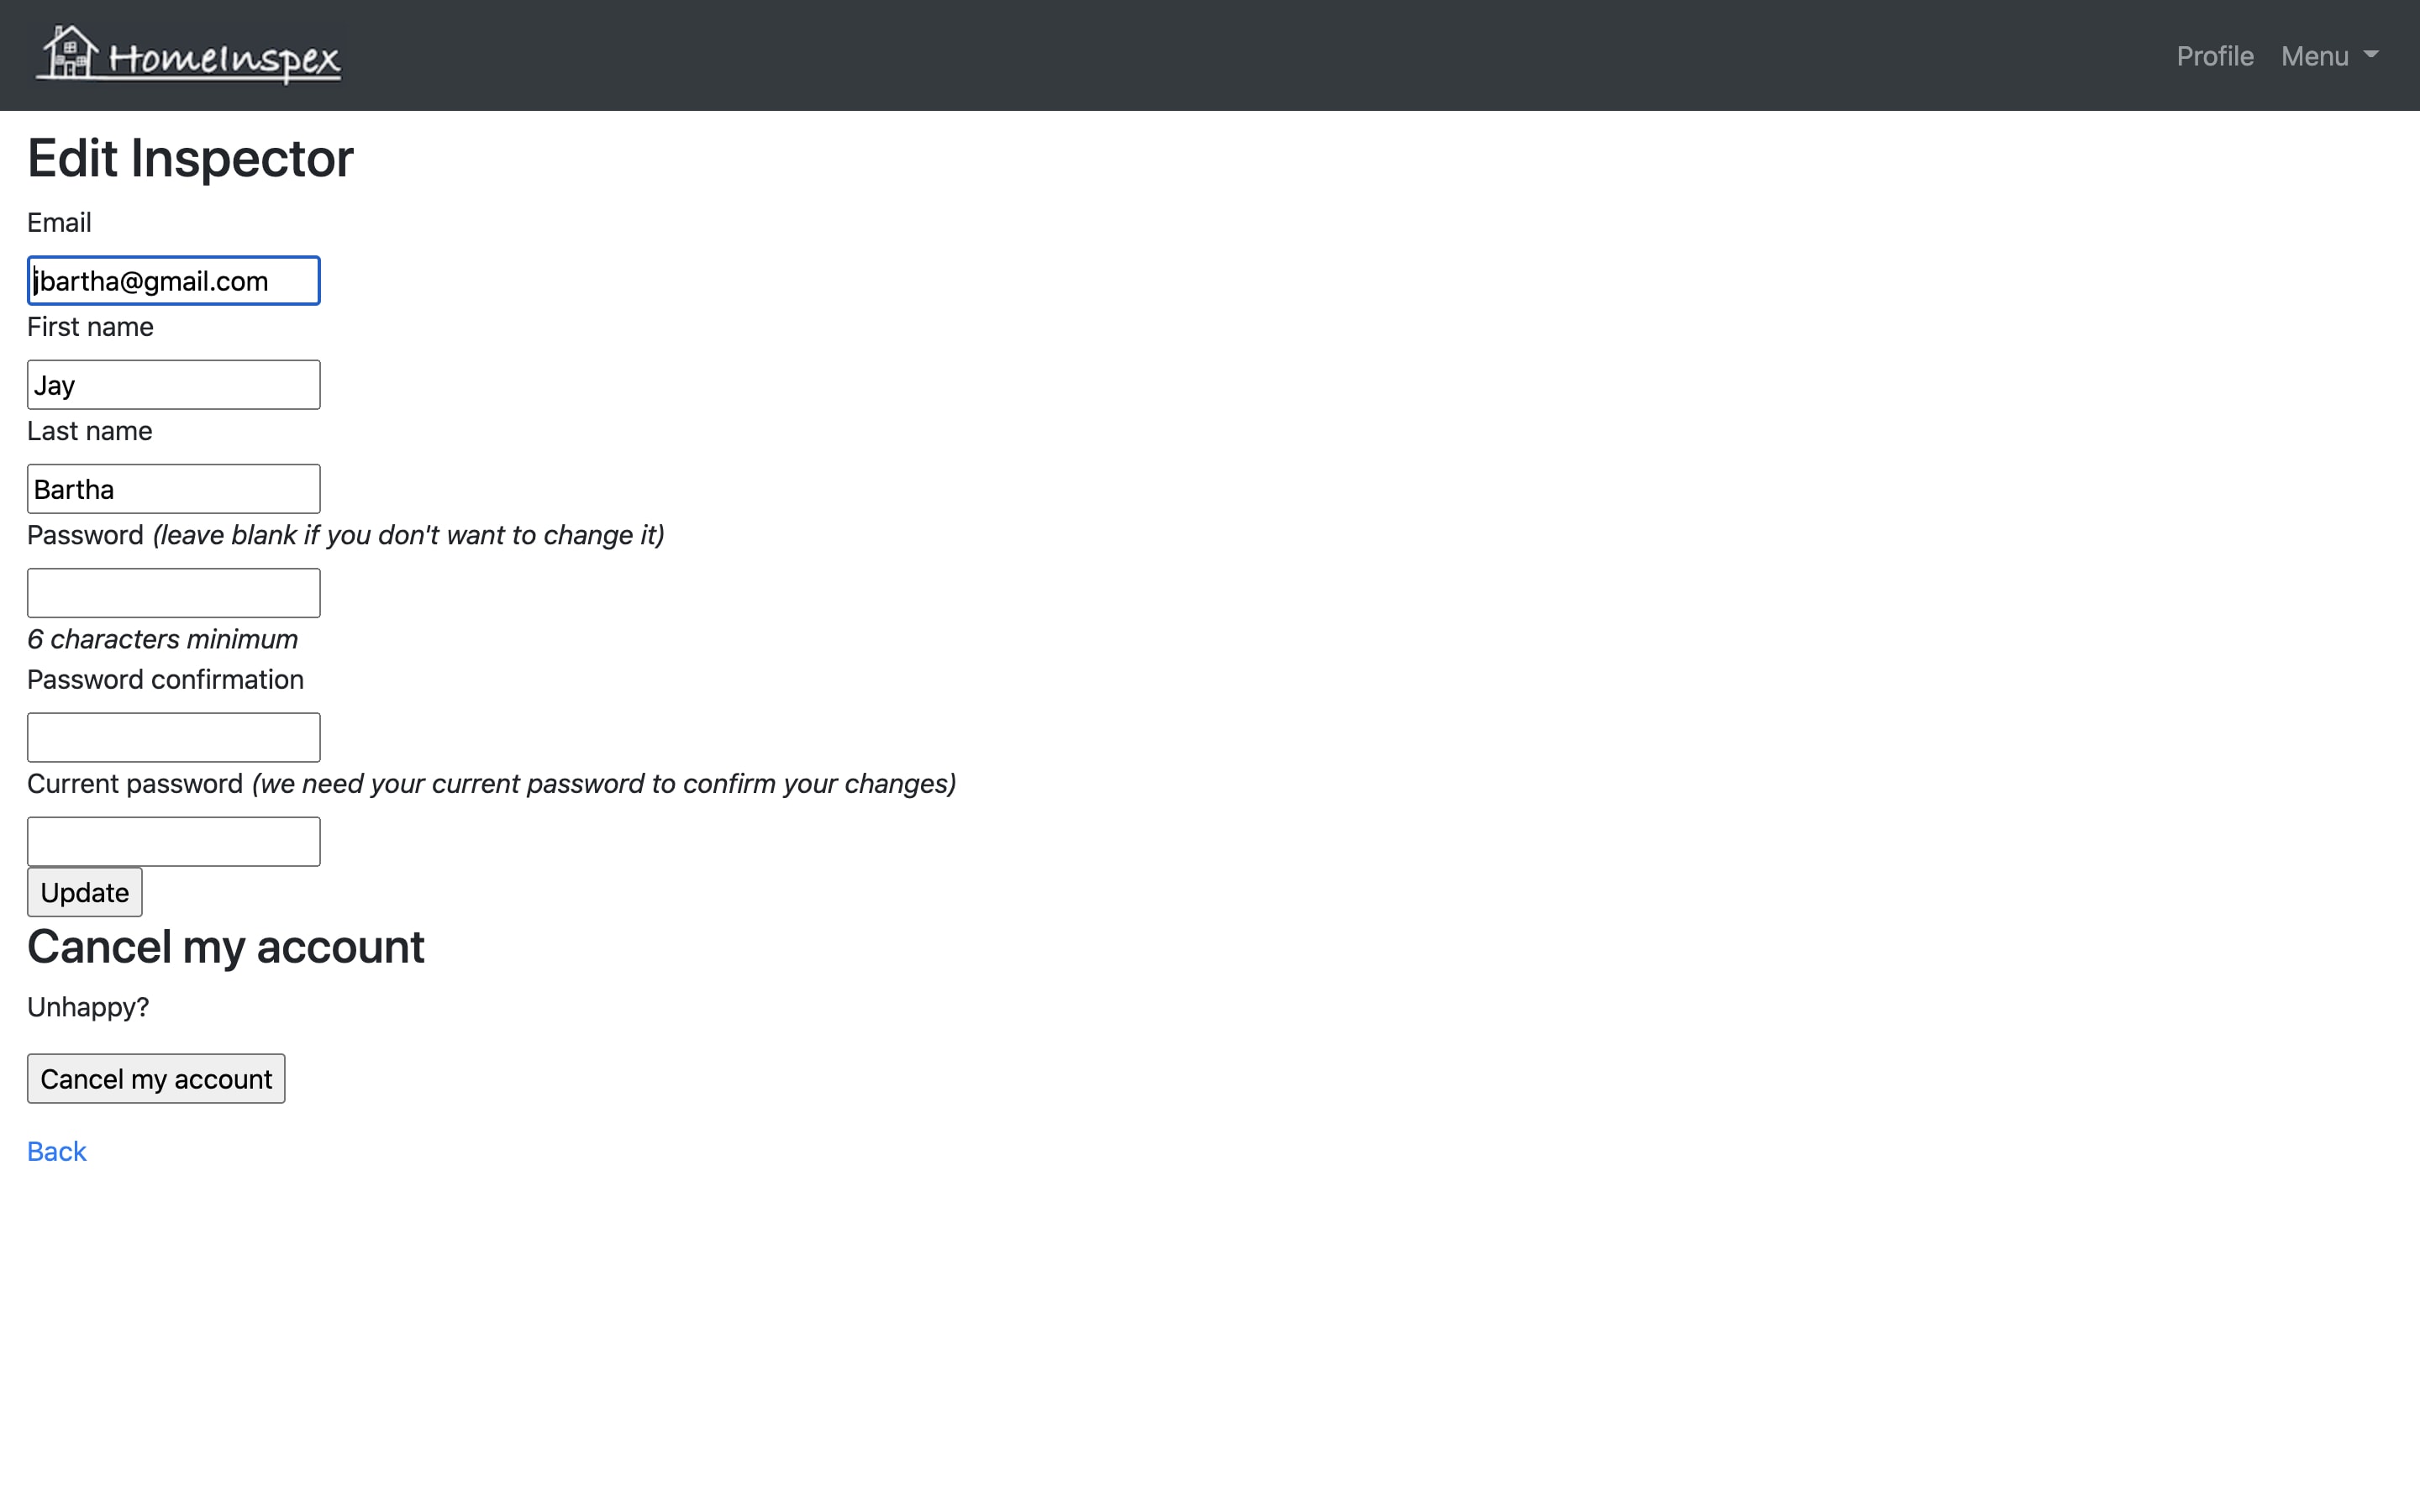 HomeInspex
Profile Menu
Edit Inspector
Email
jbartha@gmail.com
First name
Jay
Last name
Bartha
Password (leave blank if you don't want to change it)
6 characters minimum
Password confirmation
Current password (we need your current password to confirm your changes)
Update
Cancel my account
Unhappy?
Cancel my account
Back